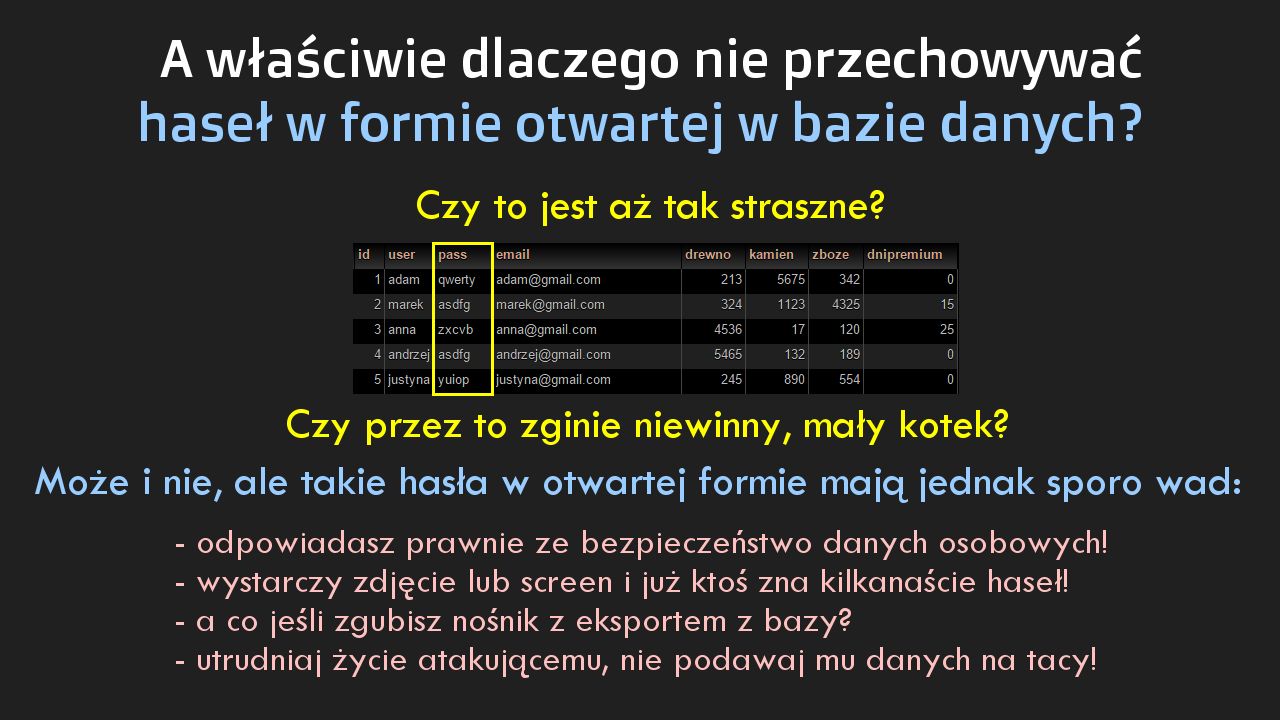 A właściwie dlaczego nie przechowywać
haseł w formie otwartej w bazie danych?
Czy to jest aż tak straszne?
id user pass email drewno kamien zboze dnipremium
1 adam qwerty adam@gmail.com 213 5675 342 0
2 marek asdfg marek@gmail.com 324 1123 4325 15
3 anna zxcvb anna@gmail.com 4536 17 120 25
4 andrzej asdfg andrzej@gmail.com 5465 132 189 0
5 justyna yuiop justyna@gmail.com 245 890 554 0
Czy przez to zginie niewinny, mały kotek?
Może i nie, ale takie hasła w otwartej formie mają jednak sporo wad:
- odpowiadasz prawnie ze bezpieczeństwo danych osobowych!
- wystarczy zdjęcie lub screen i już ktoś zna kilkanaście haseł!
- a co jeśli zgubisz nośnik z eksportem z bazy?
- utrudniaj życie atakującemu, nie podawaj mu danych na tacy!